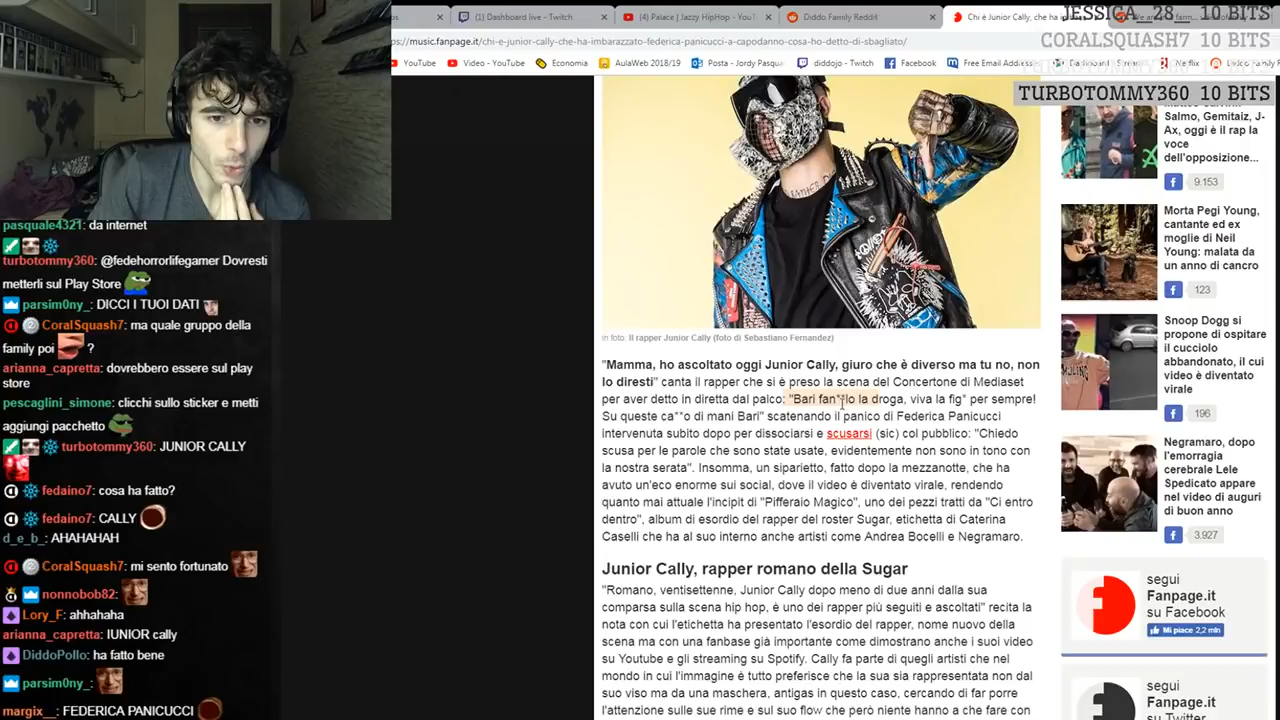 (1) Dashboard live - Twitch
(4) Palace | Jazzy HipHop - YouT
Diddo Family Reddit
Chi è Junior Cally, che ha
JESSICA_28_ 10 BITS
CORALSQUASH7 10 BITS
TURBOTOMMY360 10 BITS
ps://music.fanpage.it/chi-e-junior-cally-che-ha-imbarazzato-federica-panicucci-a-capodanno-cosa-ho-detto-di-sbagliato/
YouTube
Video - YouTube
Economia
AulaWeb 2018/19
Posta - Jordy Pasqua
diddojo - Twitch
Facebook
Free Email Address
Netflix
pasquale4321: da internet
turbotommy360: @fedehorrorlifegamer Dovresti
metterli sul Play Store
parsim0ny_: DICCI I TUOI DATI
CoralSquash7: ma quale gruppo della
family poi ?
arianna_capretta: dovrebbero essere sul play
store
pescaglini_simone: clicchi sullo sticker e metti
aggiungi pacchetto
turbotommy360: JUNIOR CALLY
fedaino7: cosa ha fatto?
fedaino7: CALLY
d_e_b_: AHAHAHAH
CoralSquash7: mi sento fortunato
nonnobob82:
Lory_F: ahhahaha
arianna_capretta: IUNIOR cally
DiddoPollo: ha fatto bene
parsim0ny_:
margix__: FEDERICA PANICUCCI
in foto: Il rapper Junior Cally (foto di Sebastiano Fernandez)
"Mamma, ho ascoltato oggi Junior Cally, giuro che è diverso ma tu no, non
lo diresti" canta il rapper che si è preso la scena del Concertone di Mediaset
per aver detto in diretta dal palco: "Bari fan**lo la droga, viva la fig* per sempre!
Su queste ca**o di mani Bari" scatenando il panico di Federica Panicucci
intervenuta subito dopo per dissociarsi e scusarsi (sic) col pubblico: "Chiedo
scusa per le parole che sono state usate, evidentemente non sono in tono con
la nostra serata". Insomma, un siparietto, fatto dopo la mezzanotte, che ha
avuto un'eco enorme sui social, dove il video è diventato virale, rendendo
quanto mai attuale l'incipit di "Pifferaio Magico", uno dei pezzi tratti da "Ci entro
dentro", album di esordio del rapper del roster Sugar, etichetta di Caterina
Caselli che ha al suo interno anche artisti come Andrea Bocelli e Negramaro.
Junior Cally, rapper romano della Sugar
"Romano, ventisettenne, Junior Cally dopo meno di due anni dalla sua
comparsa sulla scena hip hop, è uno dei rapper più seguiti e ascoltati" recita la
nota con cui l'etichetta ha presentato l'esordio del rapper, nome nuovo della
scena ma con una fanbase già importante come dimostrano anche i suoi video
su Youtube e gli streaming su Spotify. Cally fa parte di quegli artisti che nel
mondo in cui l'immagine è tutto preferisce che la sua sia rappresentata non dal
suo viso ma da una maschera, antigas in questo caso, cercando di far porre
l'attenzione sulle sue rime e sul suo flow che però niente hanno a che fare con
Salmo, Gemitaiz, J-
Ax, oggi è il rap la
voce
dell'opposizione...
9.153
Morta Pegi Young,
cantante ed ex
moglie di Neil
Young: malata da
un anno di cancro
123
Snoop Dogg si
propone di ospitare
il cucciolo
abbandonato, il cui
video è diventato
virale
196
Negramaro, dopo
l'emorragia
cerebrale Lele
Spedicato appare
nel video di auguri
di buon anno
3.927
segui
Fanpage.it
su Facebook
Mi piace 2,2 mln
segui
Fanpage.it
su Twitter